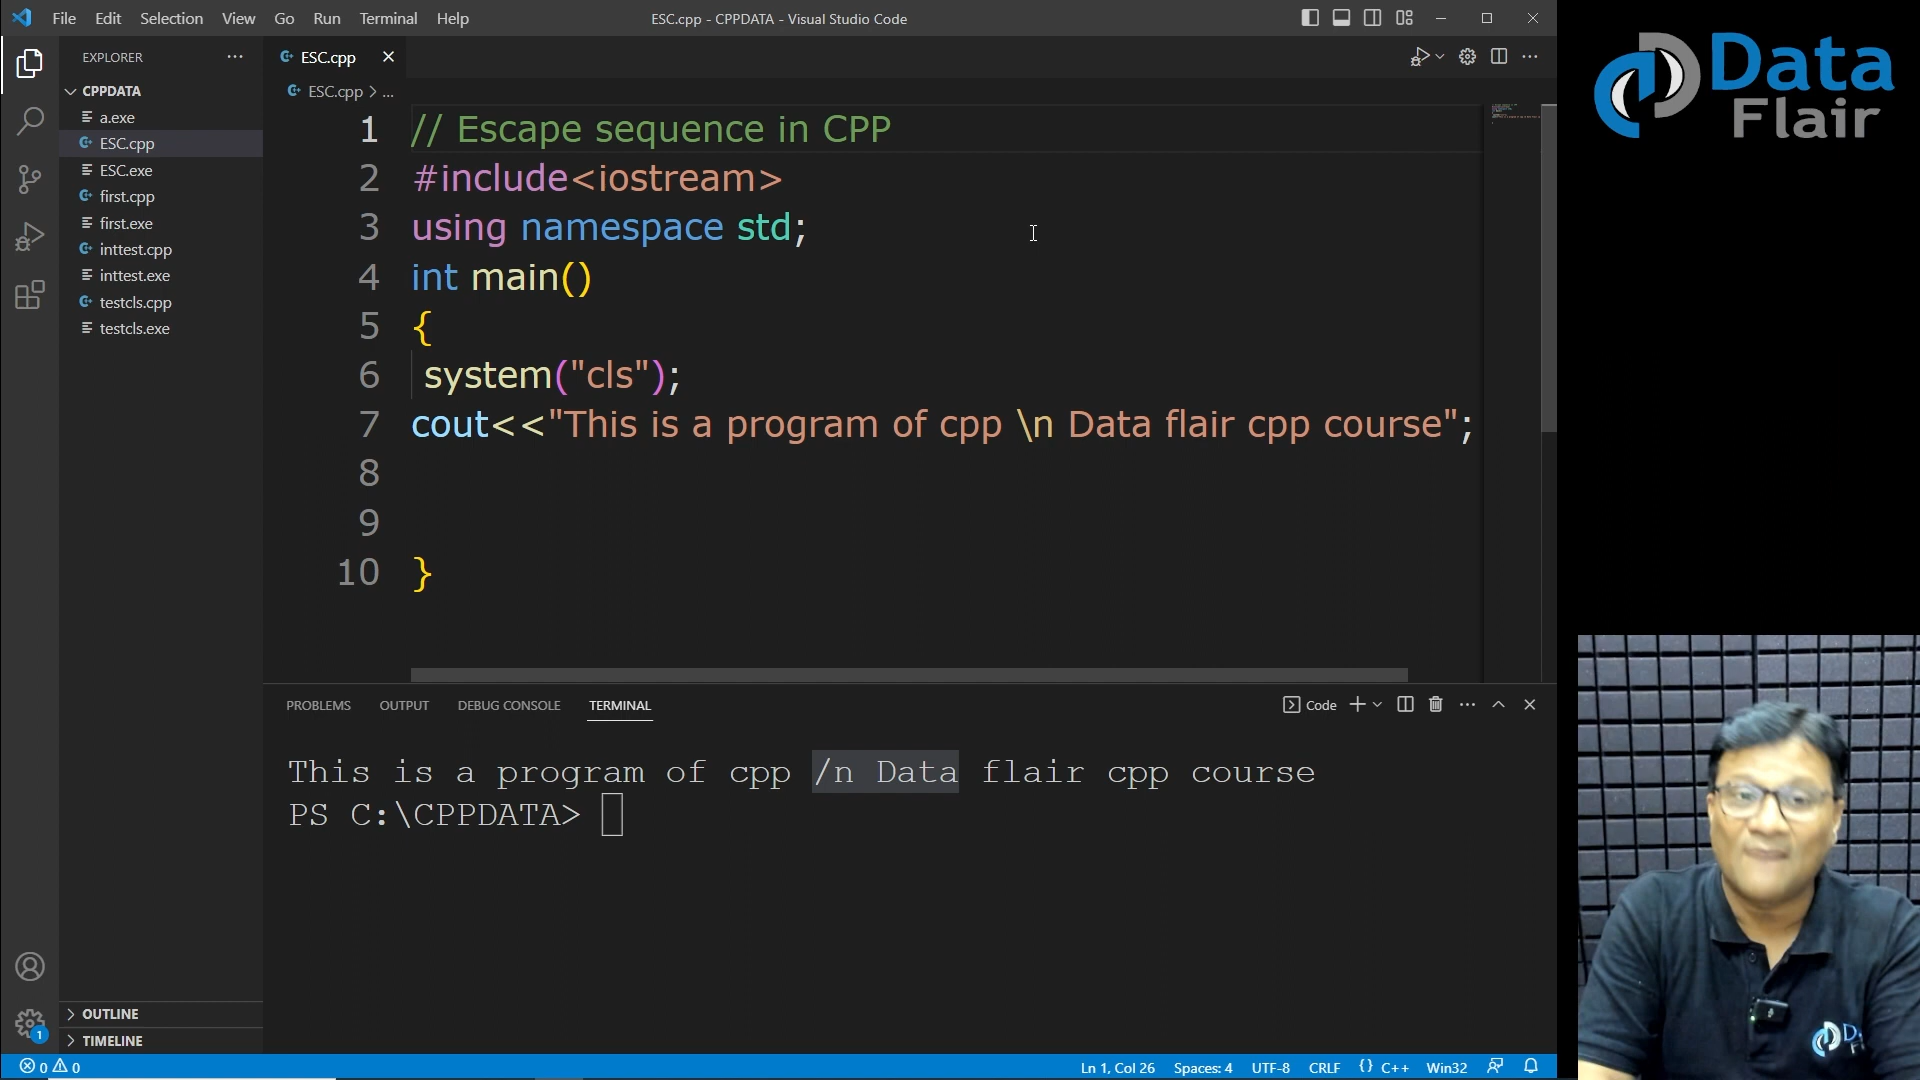 File Edit Selection View Go Run Terminal Help
ESC.cpp - CPPDATA - Visual Studio Code
EXPLORER
CPPDATA
a.exe
ESC.cpp
ESC.exe
first.cpp
first.exe
inttest.cpp
inttest.exe
testcls.cpp
testcls.exe
OUTLINE
TIMELINE
ESC.cpp
ESC.cpp > ...
1 // Escape sequence in CPP
2 #include<iostream>
3 using namespace std;
4 int main()
5 {
6 system("cls");
7 cout<<"This is a program of cpp \n Data flair cpp course";
8
9
10 }
PROBLEMS OUTPUT DEBUG CONSOLE TERMINAL
Code
This is a program of cpp /n Data flair cpp course
PS C:\CPPDATA>
1
0 0
Ln 1, Col 26 Spaces: 4 UTF-8 CRLF {} C++ Win32
Data
Flair